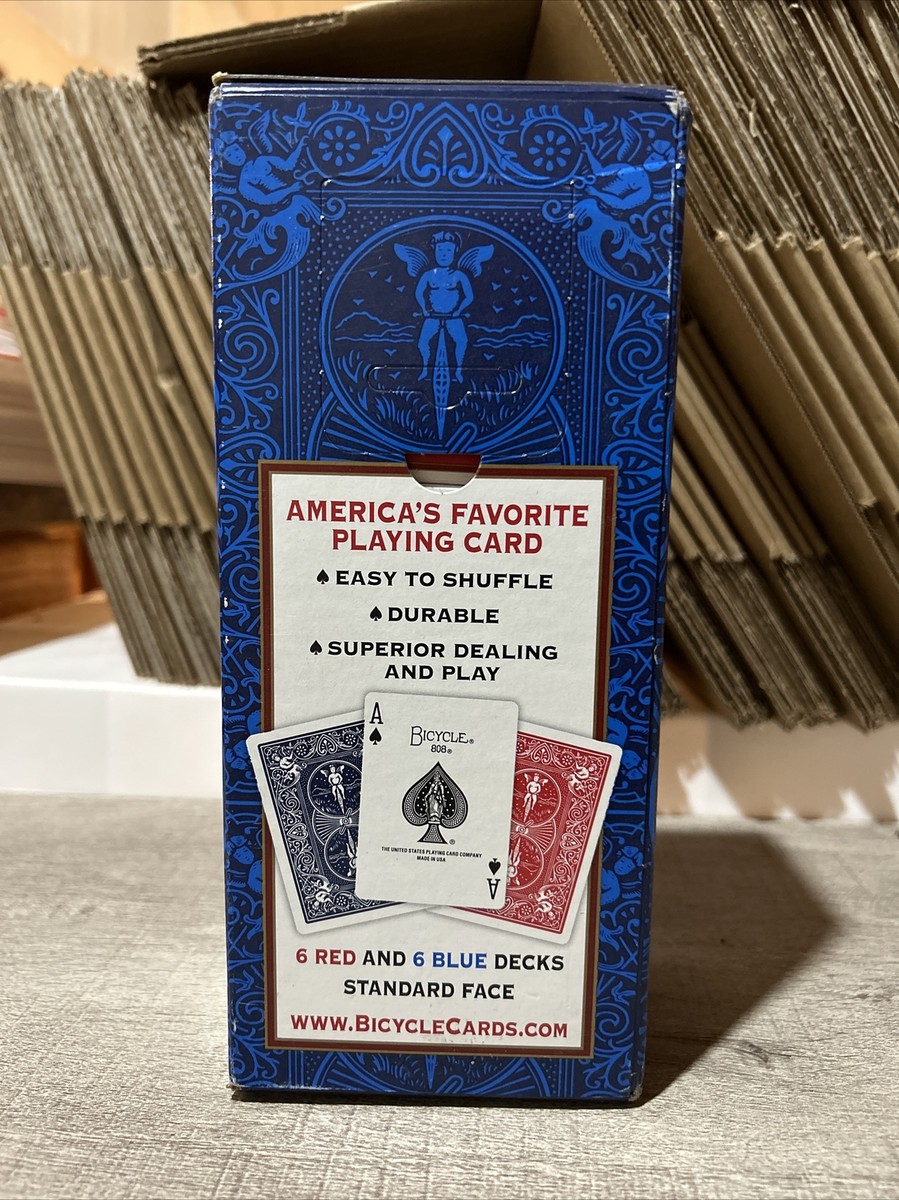 AMERICA'S FAVORITE
PLAYING CARD
♠ EASY TO SHUFFLE
♠ DURABLE
♠ SUPERIOR DEALING
AND PLAY
A
BICYCLE®
808®
®
THE UNITED STATES PLAYING CARD COMPANY
MADE IN USA
A
6 RED AND 6 BLUE DECKS
STANDARD FACE
WWW.BICYCLECARDS.COM